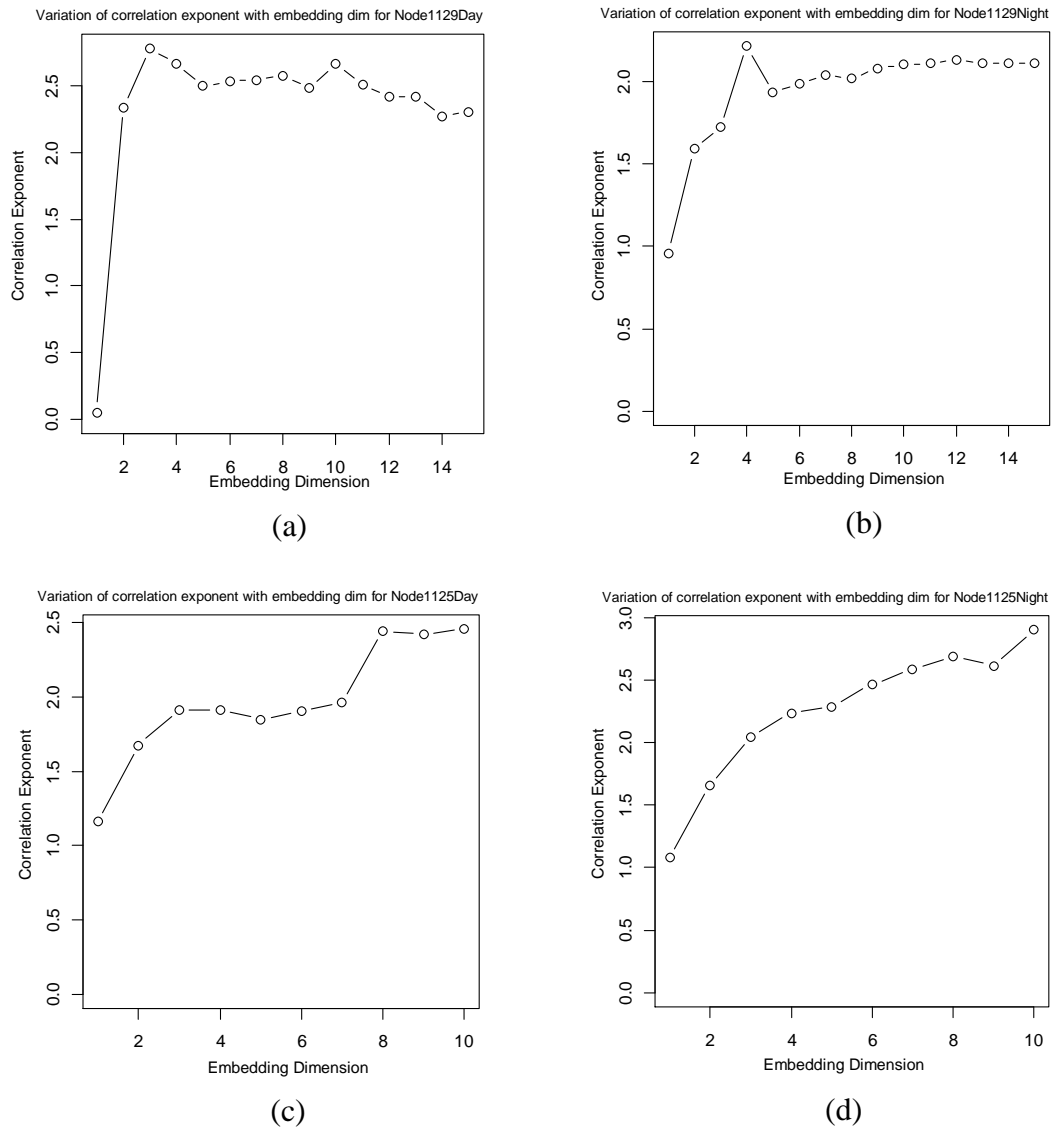 Variation of correlation exponent with embedding dim for Node1129Day
Correlation Exponent
0.0 0.5 1.0 1.5 2.0 2.5
2 4 6 8 10 12 14
Embedding Dimension
(a)
Variation of correlation exponent with embedding dim for Node1129Night
Correlation Exponent
0.0 0.5 1.0 1.5 2.0
2 4 6 8 10 12 14
Embedding Dimension
(b)
Variation of correlation exponent with embedding dim for Node1125Day
Correlation Exponent
0.0 0.5 1.0 1.5 2.0 2.5
2 4 6 8 10
Embedding Dimension
(c)
Variation of correlation exponent with embedding dim for Node1125Night
Correlation Exponent
0.0 0.5 1.0 1.5 2.0 2.5 3.0
2 4 6 8 10
Embedding Dimension
(d)